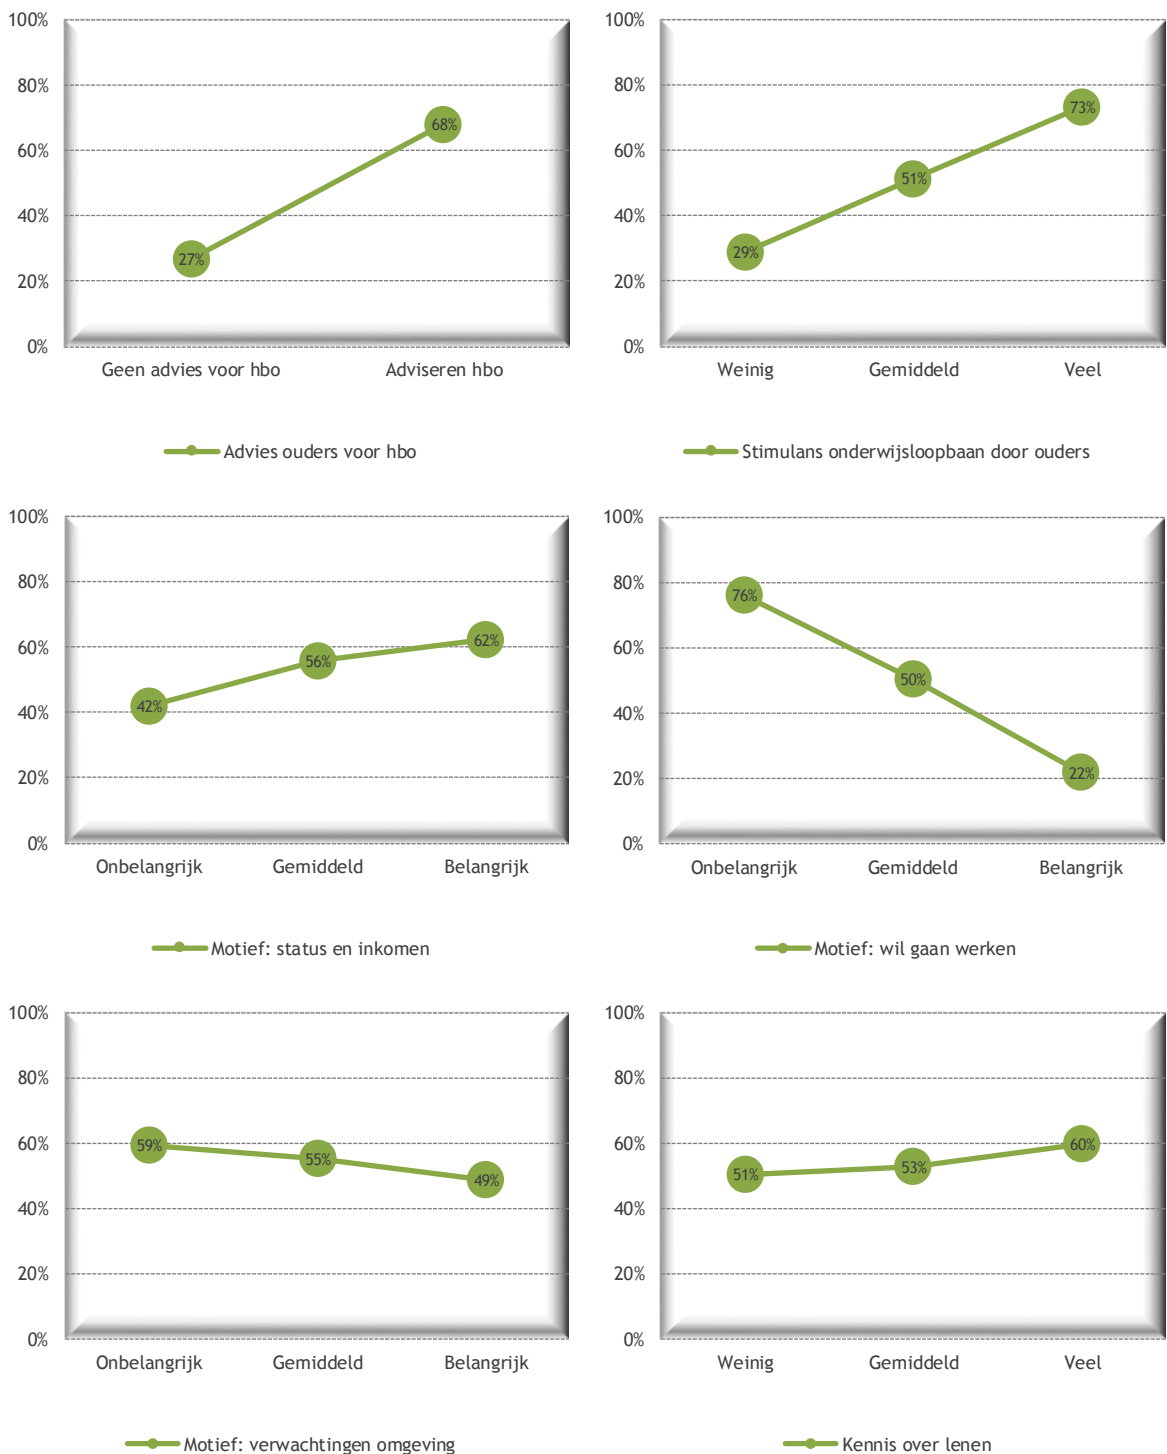 100%
80%
68%
60%
40%
27%
20%
0%
Geen advies voor hbo
Adviseren hbo
Advies ouders voor hbo
100%
80%
73%
60%
51%
40%
29%
20%
0%
Weinig
Gemiddeld
Veel
Stimulans onderwijsloopbaan door ouders
100%
80%
60%
62%
56%
42%
40%
20%
0%
Onbelangrijk
Gemiddeld
Belangrijk
Motief: status en inkomen
100%
80%
76%
60%
50%
40%
20%
22%
0%
Onbelangrijk
Gemiddeld
Belangrijk
Motief: wil gaan werken
100%
80%
60%
59%
55%
49%
40%
20%
0%
Onbelangrijk
Gemiddeld
Belangrijk
Motief: verwachtingen omgeving
100%
80%
60%
60%
53%
51%
40%
20%
0%
Weinig
Gemiddeld
Veel
Kennis over lenen